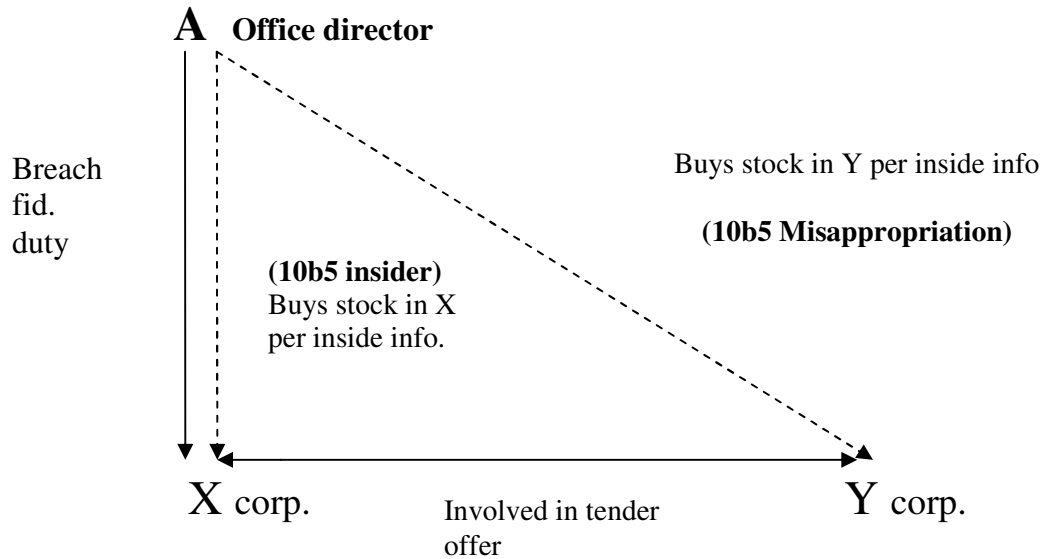 A Office director
Breach
fid.
duty
Buys stock in Y per inside info
(10b5 Misappropriation)
(10b5 insider)
Buys stock in X
per inside info.
X corp.
Y corp.
Involved in tender
offer